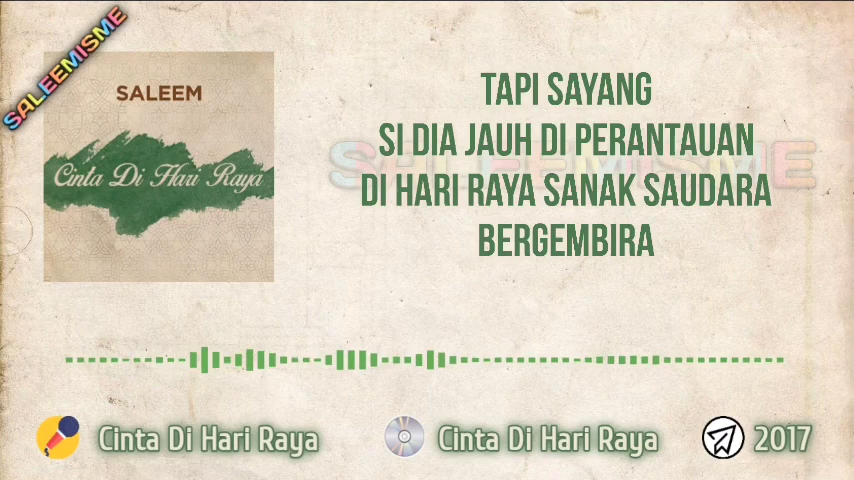 SALEEMISME
SALEEM
Cinta Di Hari Raya
TAPI SAYANG
SI DIA JAUH DI PERANTAUAN
SALEEMISME
DI HARI RAYA SANAK SAUDARA
BERGEMBIRA
Cinta Di Hari Raya
Cinta Di Hari Raya
2017